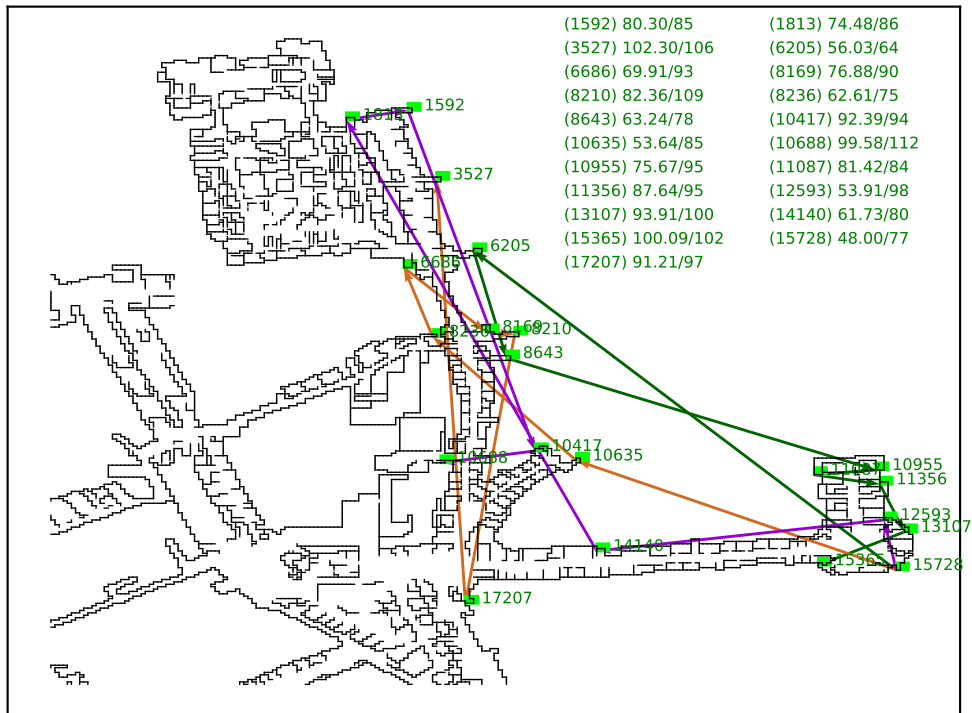 (1592) 80.30/85 (1813) 74.48/86
(3527) 102.30/106 (6205) 56.03/64
(6686) 69.91/93 (8169) 76.88/90
(8210) 82.36/109 (8236) 62.61/75
(8643) 63.24/78 (10417) 92.39/94
(10635) 53.64/85 (10688) 99.58/112
(10955) 75.67/95 (11087) 81.42/84
(11356) 87.64/95 (12593) 53.91/98
(13107) 93.91/100 (14140) 61.73/80
(15365) 100.09/102 (15728) 48.00/77
(17207) 91.21/97
1592
1813
3527
6205
6686
8169
8210
8236
8643
10417
10635
10688
10955
11087
11356
12593
13107
14140
15365
15728
17207